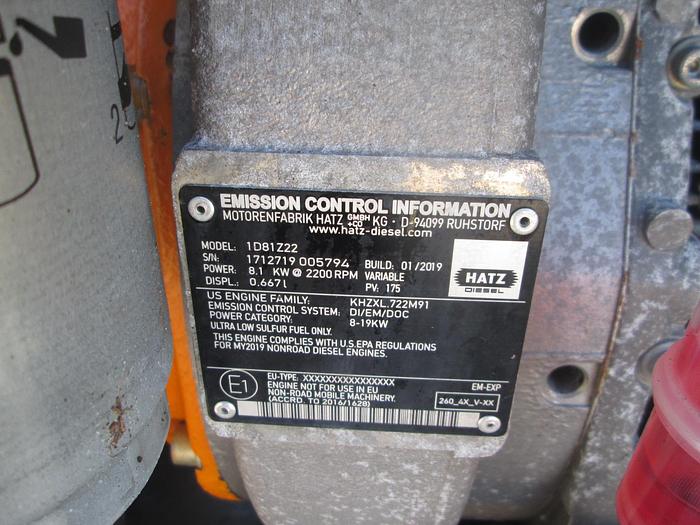 EMISSION CONTROL INFORMATION
MOTORENFABRIK HATZ GMBH +CO KG · D-94099 RUHSTORF
www.hatz-diesel.com
MODEL: 1D81Z22
S/N: 1712719 005794 BUILD: 01/2019
POWER: 8.1 KW @ 2200 RPM VARIABLE
DISPL.: 0.667l PV: 175
HATZ
DIESEL
US ENGINE FAMILY: KHZXL.722M91
EMISSION CONTROL SYSTEM: DI/EM/DOC
POWER CATEGORY: 8-19KW
ULTRA LOW SULFUR FUEL ONLY.
THIS ENGINE COMPLIES WITH U.S.EPA REGULATIONS
FOR MY2019 NONROAD DIESEL ENGINES.
E1
EU-TYPE: XXXXXXXXXXXXXXXX EM-EXP
ENGINE NOT FOR USE IN EU
NON-ROAD MOBILE MACHINERY.
(ACCRD. TO 2016/1628)
260_4X_V-XX